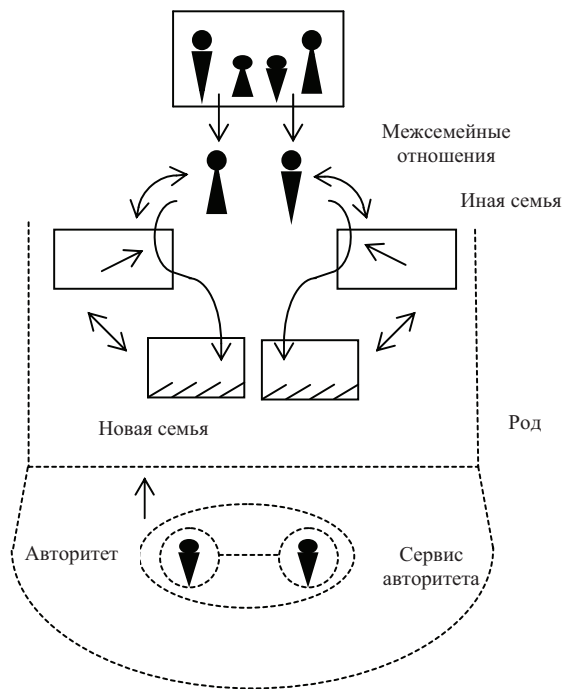 Межсемейные
отношения
Иная семья
Новая семья
Род
Авторитет
Сервис
авторитета